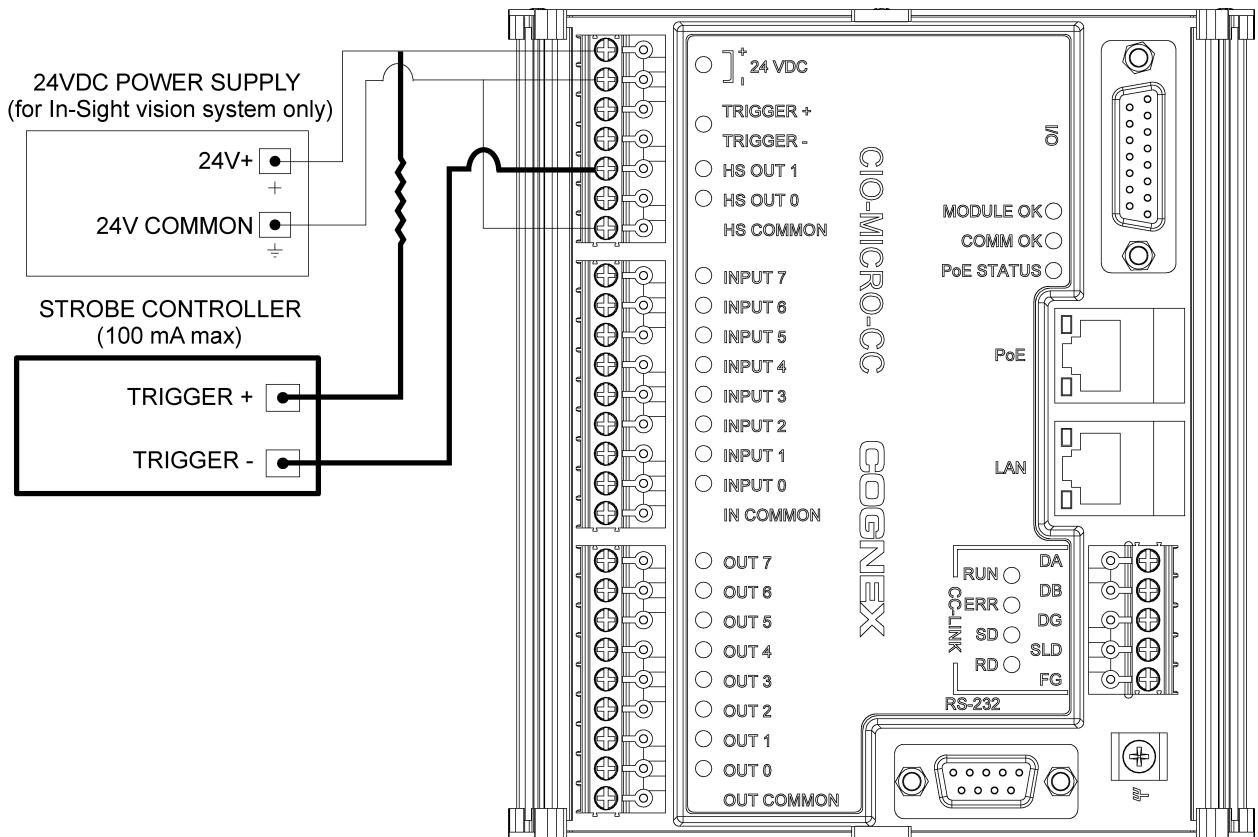 24VDC POWER SUPPLY
(for In-Sight vision system only)
24V+
+
24V COMMON
STROBE CONTROLLER
(100 mA max)
TRIGGER +
TRIGGER -
+
24 VDC
-
TRIGGER +
TRIGGER -
HS OUT 1
HS OUT 0
HS COMMON
INPUT 7
INPUT 6
INPUT 5
INPUT 4
INPUT 3
INPUT 2
INPUT 1
INPUT 0
IN COMMON
OUT 7
OUT 6
OUT 5
OUT 4
OUT 3
OUT 2
OUT 1
OUT 0
OUT COMMON
CIO-MICRO-CC
COGNEX
I/O
MODULE OK
COMM OK
PoE STATUS
PoE
LAN
CC-LINK
RUN
ERR
SD
RD
DA
DB
DG
SLD
FG
RS-232